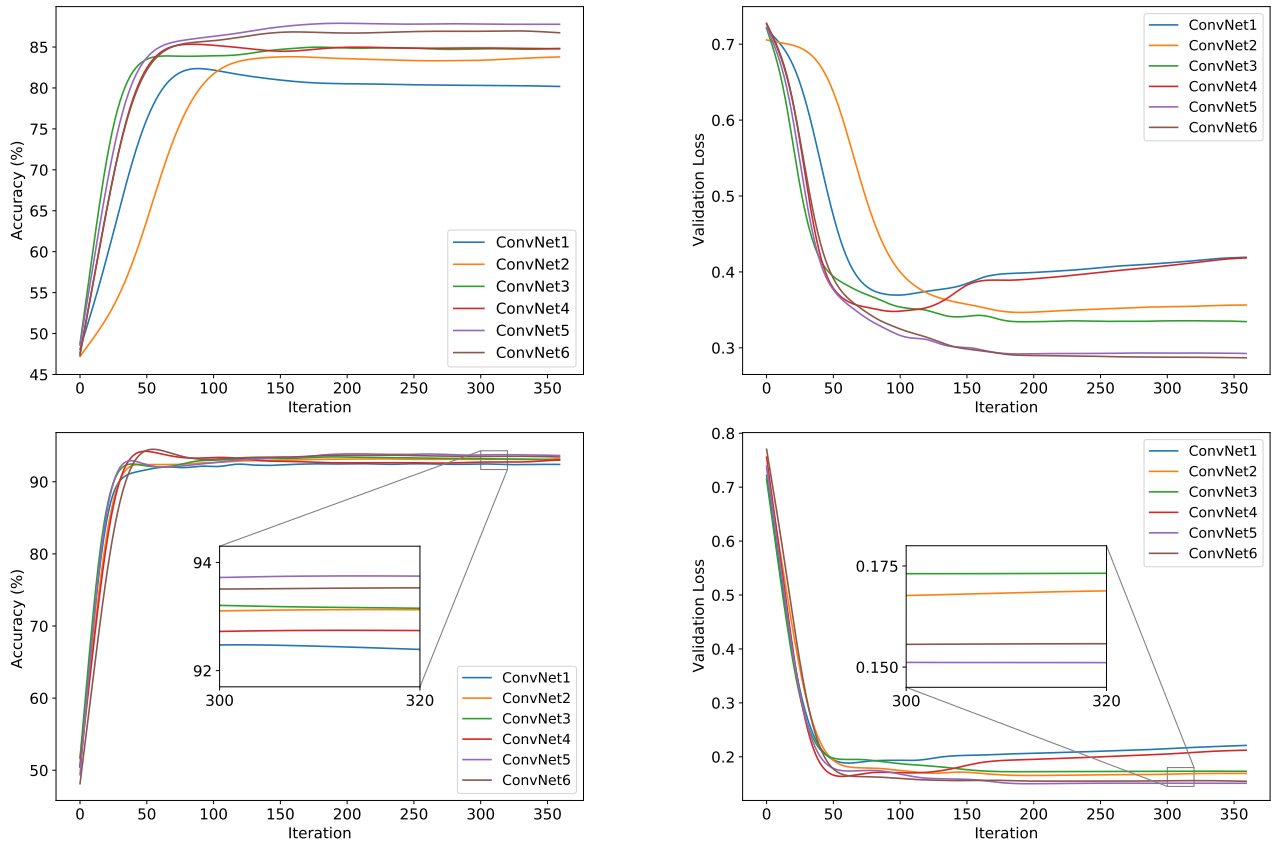 85
80
75
70
65
60
55
50
45
Accuracy (%)
0 50 100 150 200 250 300 350
Iteration
ConvNet1
ConvNet2
ConvNet3
ConvNet4
ConvNet5
ConvNet6
0.7
0.6
0.5
0.4
0.3
Validation Loss
0 50 100 150 200 250 300 350
Iteration
ConvNet1
ConvNet2
ConvNet3
ConvNet4
ConvNet5
ConvNet6
90
80
70
60
50
Accuracy (%)
94
92
300 320
0 50 100 150 200 250 300 350
Iteration
ConvNet1
ConvNet2
ConvNet3
ConvNet4
ConvNet5
ConvNet6
0.8
0.7
0.6
0.5
0.4
0.3
0.2
Validation Loss
0.175
0.150
300 320
0 50 100 150 200 250 300 350
Iteration
ConvNet1
ConvNet2
ConvNet3
ConvNet4
ConvNet5
ConvNet6